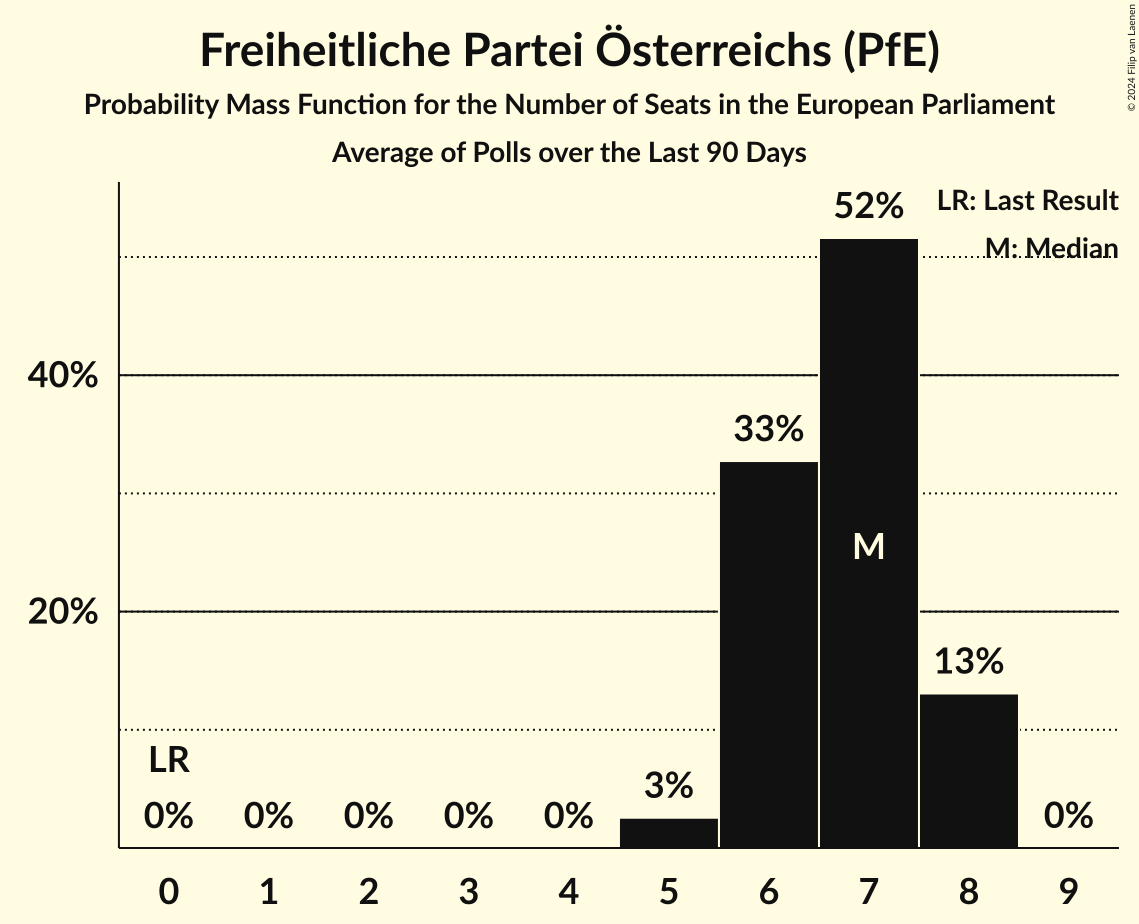 Freiheitliche Partei Österreichs (PfE)
Probability Mass Function for the Number of Seats in the European Parliament
Average of Polls over the Last 90 Days
© 2024 Filip van Laenen
LR: Last Result
M: Median
52%
40%
33%
M
20%
13%
LR
3%
0% 0% 0% 0% 0% 0%
0 1 2 3 4 5 6 7 8 9